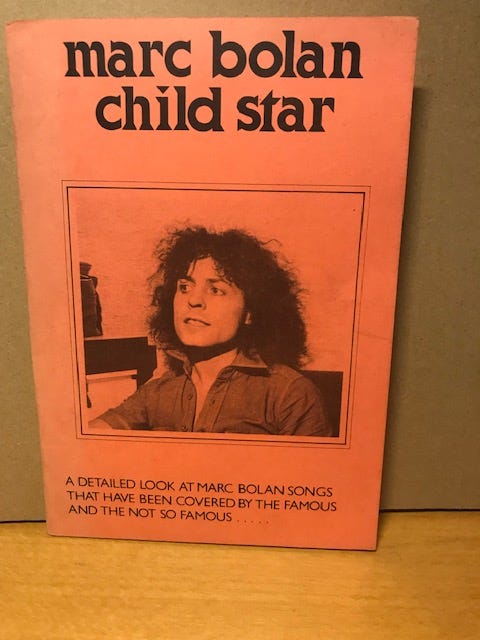 marc bolan
child star
A DETAILED LOOK AT MARC BOLAN SONGS
THAT HAVE BEEN COVERED BY THE FAMOUS
AND THE NOT SO FAMOUS .....